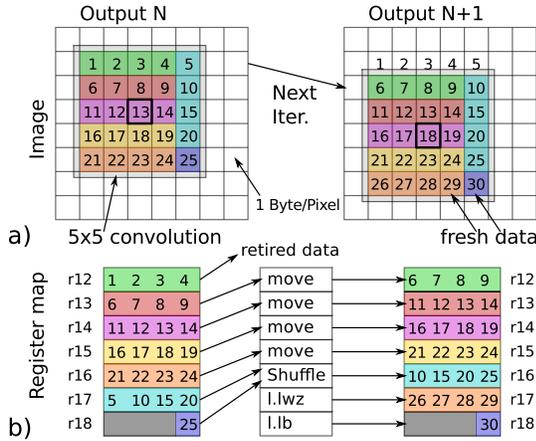 Output N Output N+1
1 2 3 4 5 1 2 3 4 5
6 7 8 9 10 6 7 8 9 10
11 12 13 14 15 11 12 13 14 15
16 17 18 19 20 16 17 18 19 20
21 22 23 24 25 21 22 23 24 25
26 27 28 29 30
Image
Next
Iter.
1 Byte/Pixel
a) 5x5 convolution fresh data
retired data
Register map
r12 1 2 3 4 move 6 7 8 9 r12
r13 6 7 8 9 move 11 12 13 14 r13
r14 11 12 13 14 move 16 17 18 19 r14
r15 16 17 18 19 move 21 22 23 24 r15
r16 21 22 23 24 Shuffle 10 15 20 25 r16
r17 5 10 15 20 l.lwz 26 27 28 29 r17
b) r18 25 l.lb 30 r18